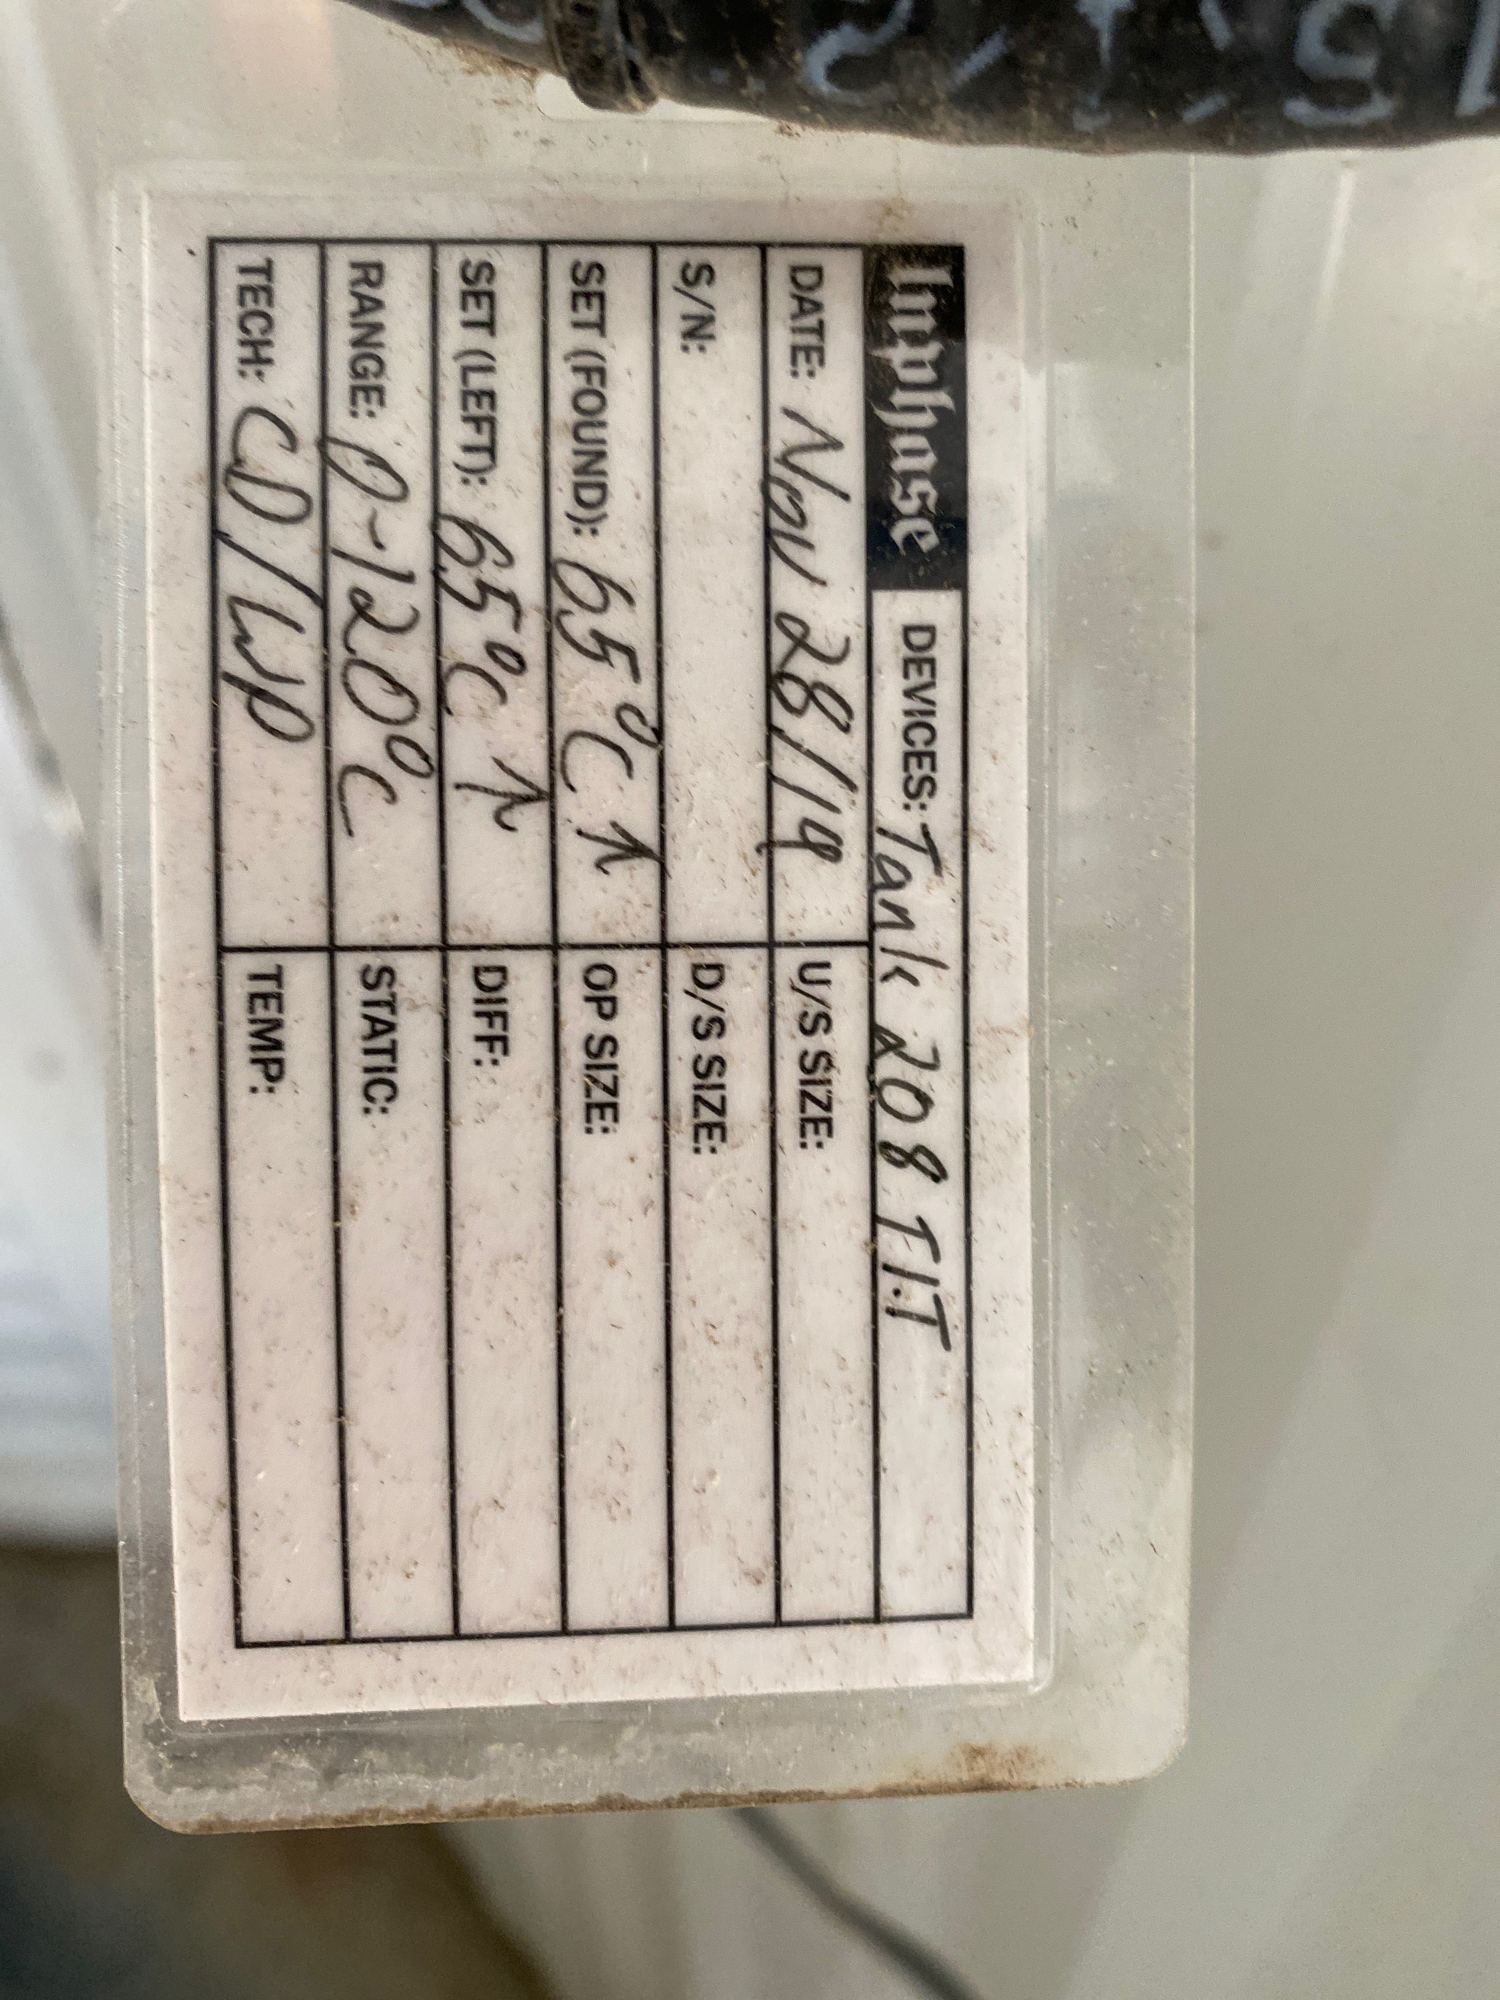 Inphase DEVICES: Tank 208 TIT
DATE: Nov 28/19 U/S SIZE:
S/N: D/S SIZE:
SET (FOUND): 65°C ↑ OP SIZE:
SET (LEFT): 65°C ↑ DIFF:
RANGE: 0-120°C STATIC:
TECH: CD/WP TEMP: